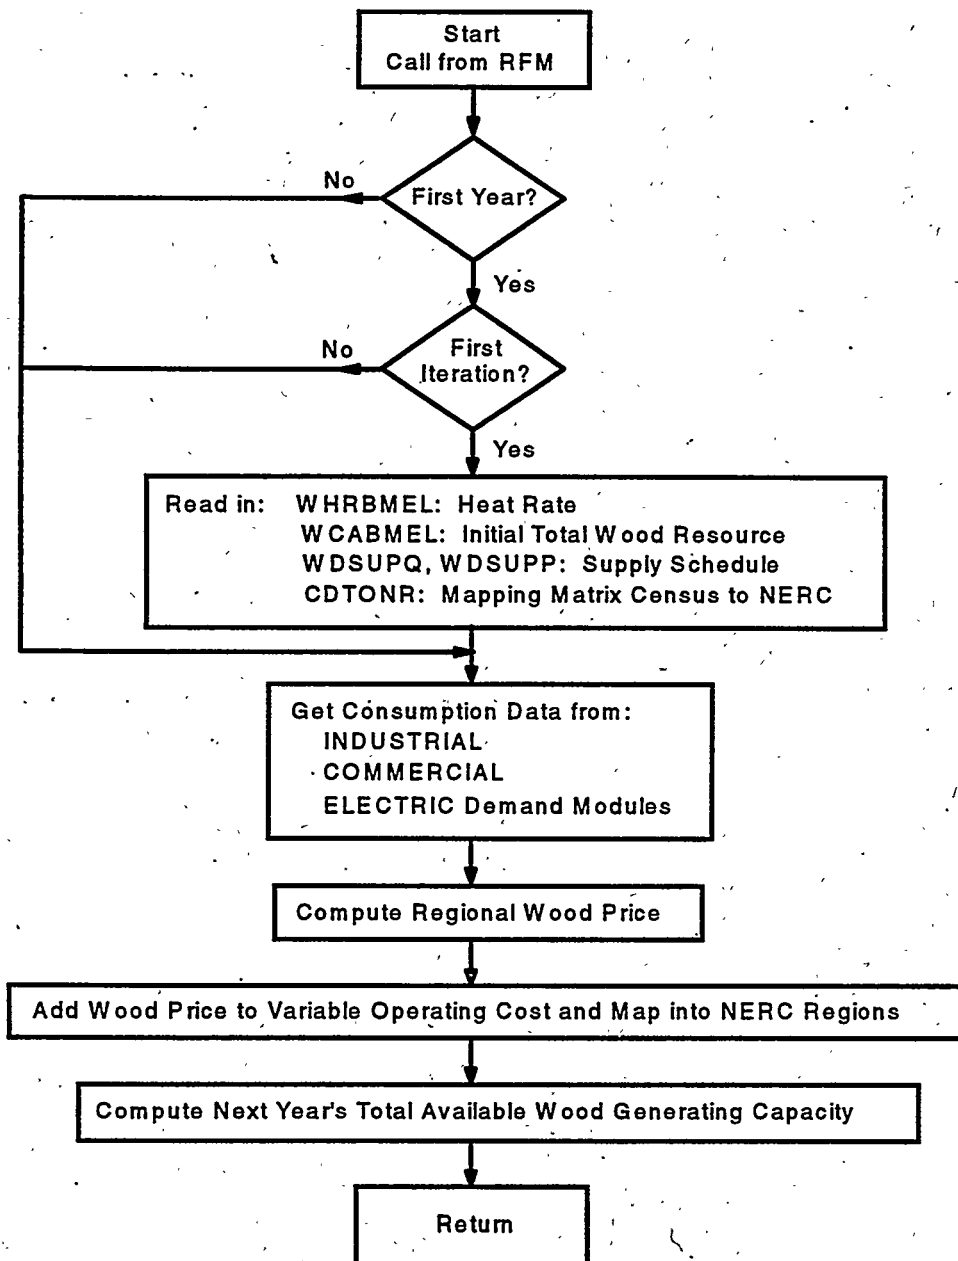 Start
Call from RFM
First Year?
No
Yes
First
Iteration?
No
Yes
Read in: WHRBMEL: Heat Rate
WCABMEL: Initial Total Wood Resource
WDSUPQ, WDSUPP: Supply Schedule
CDTONR: Mapping Matrix Census to NERC
Get Consumption Data from:
INDUSTRIAL
COMMERCIAL
ELECTRIC Demand Modules
Compute Regional Wood Price
Add Wood Price to Variable Operating Cost and Map into NERC Regions
Compute Next Year's Total Available Wood Generating Capacity
Return